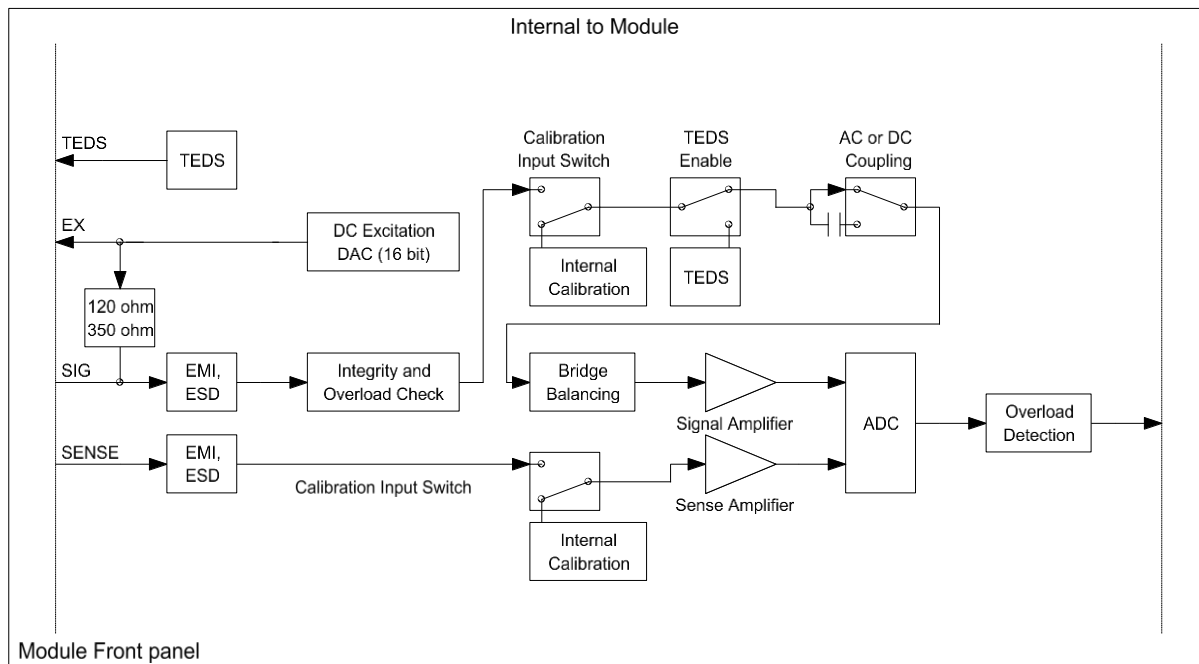 Internal to Module
TEDS
TEDS
Calibration
Input Switch
TEDS
Enable
AC or DC
Coupling
EX
DC Excitation
DAC (16 bit)
Internal
Calibration
TEDS
120 ohm
350 ohm
SIG
EMI,
ESD
Integrity and
Overload Check
Bridge
Balancing
Signal Amplifier
ADC
Overload
Detection
SENSE
EMI,
ESD
Calibration Input Switch
Sense Amplifier
Internal
Calibration
Module Front panel